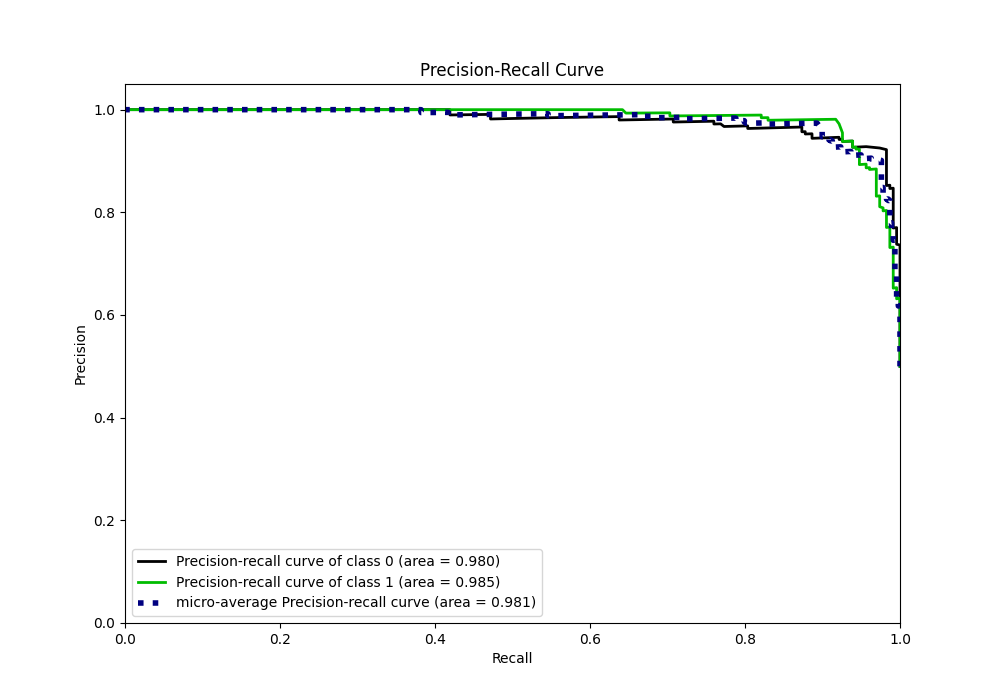 Precision-Recall Curve
1.0
0.8
0.6
0.4
0.2
0.0
Precision
Precision-recall curve of class 0 (area = 0.980)
Precision-recall curve of class 1 (area = 0.985)
micro-average Precision-recall curve (area = 0.981)
0.0 0.2 0.4 0.6 0.8 1.0
Recall